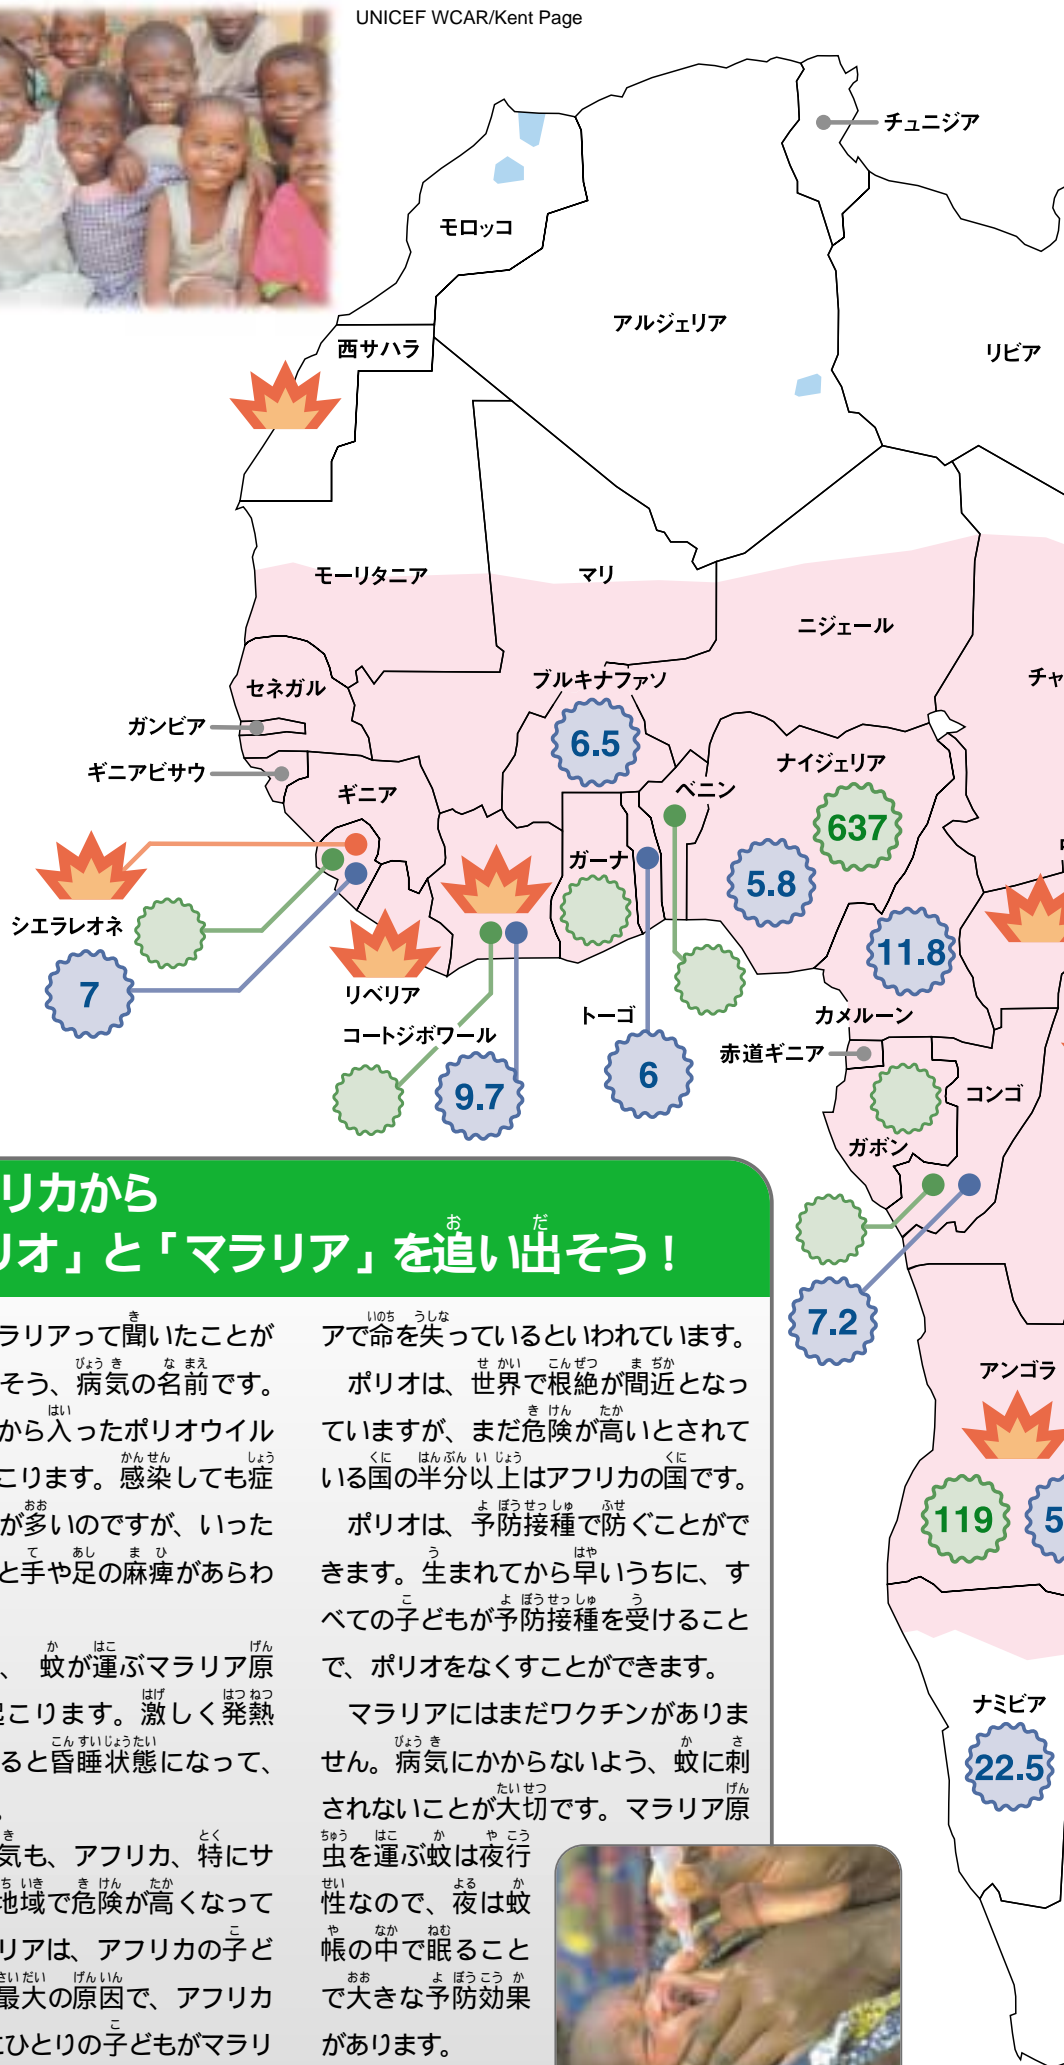 UNICEF WCAR/Kent Page
チュニジア
モロッコ
アルジェリア
リビア
西サハラ
モーリタニア
マリ
ニジェール
チャ
セネガル
ガンビア
ギニアビサウ
ギニア
ブルキナファソ
6.5
ベニン
ナイジェリア
637
5.8
ガーナ
シエラレオネ
7
リベリア
コートジボワール
9.7
トーゴ
6
11.8
カメルーン
赤道ギニア
コンゴ
ガボン
7.2
アンゴラ
119
5
ナミビア
22.5
リカから
リオ」と「マラリア」を追い出そう！
ラリアって聞いたことが
そう、病気の名前です。
から入ったポリオウイル
こります。感染しても症
が多いのですが、いった
と手や足の麻痺があらわ
、 蚊が運ぶマラリア原
起こります。激しく発熱
ると昏睡状態になって、
。
気も、アフリカ、特にサ
地域で危険が高くなって
リアは、アフリカの子ど
最大の原因で、アフリカ
にひとりの子どもがマラリ
アで命を失っているといわれています。
ポリオは、世界で根絶が間近となっ
ていますが、まだ危険が高いとされて
いる国の半分以上はアフリカの国です。
ポリオは、予防接種で防ぐことがで
きます。生まれてから早いうちに、す
べての子どもが予防接種を受けること
で、ポリオをなくすことができます。
マラリアにはまだワクチンがありま
せん。病気にかからないよう、蚊に刺
されないことが大切です。マラリア原
虫を運ぶ蚊は夜行
性なので、夜は蚊
帳の中で眠ること
で大きな予防効果
があります。